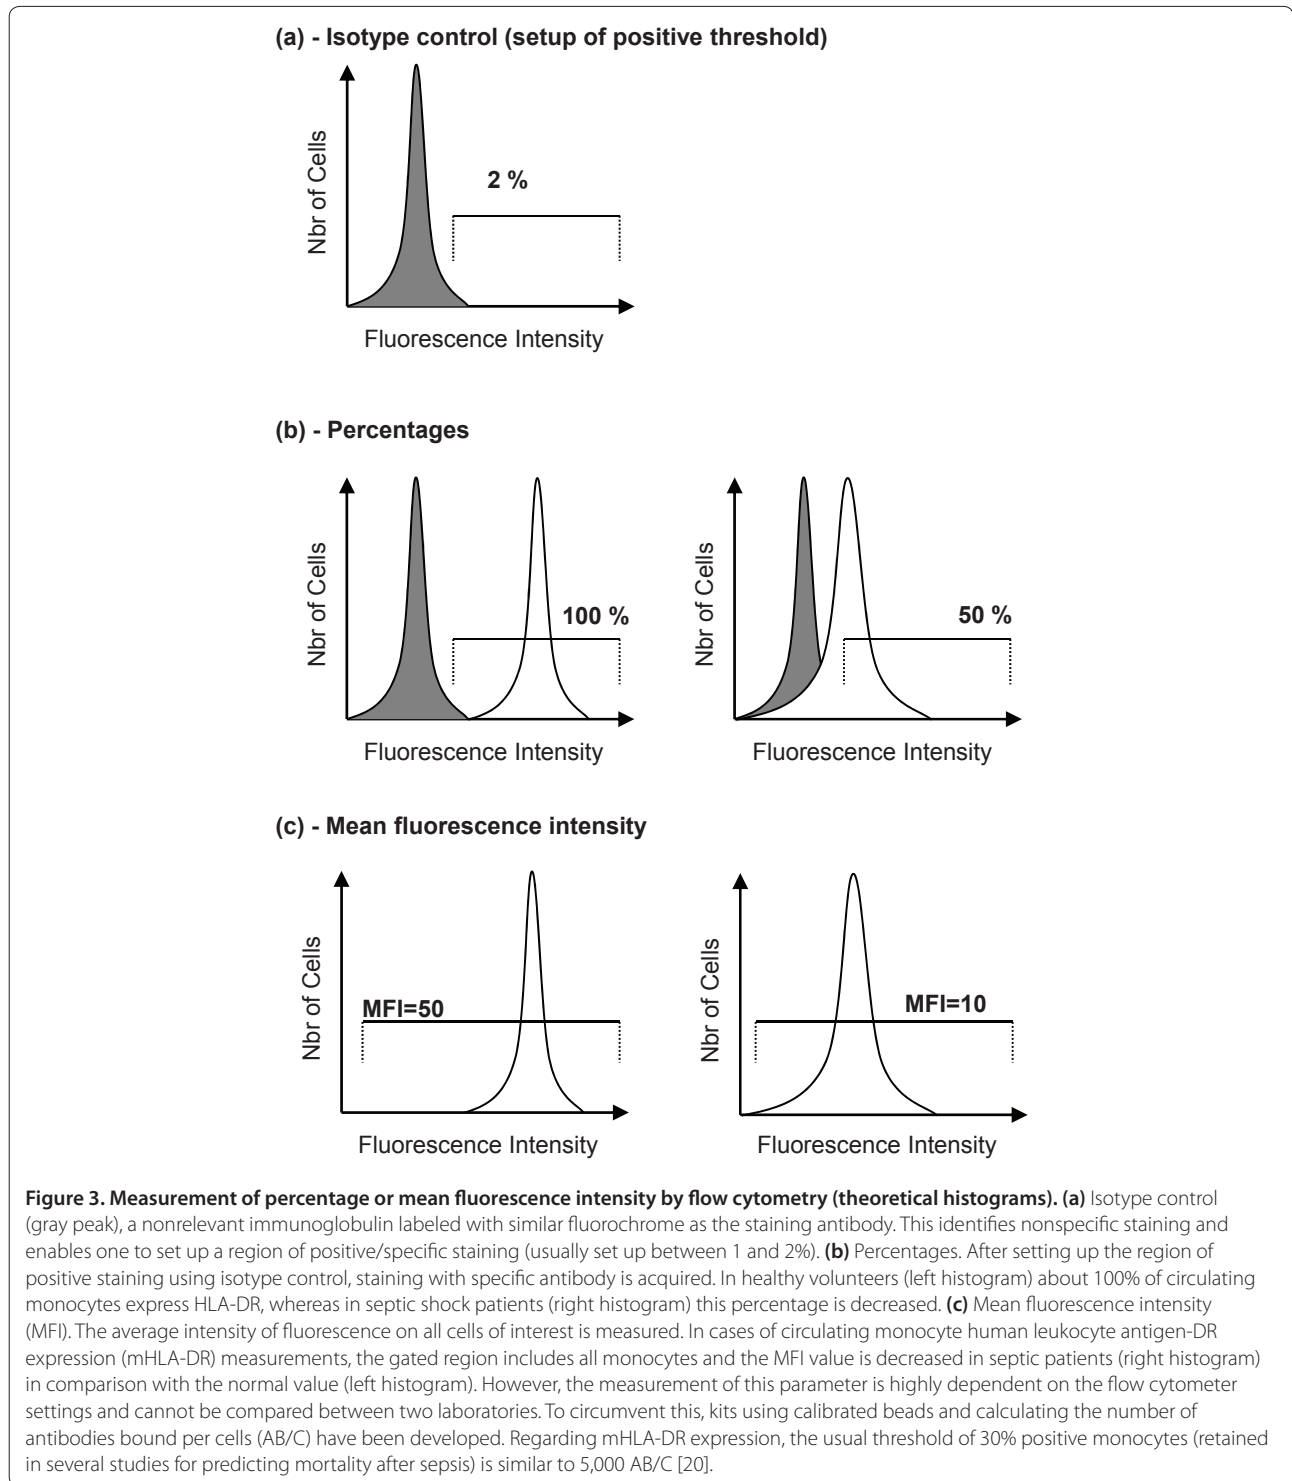 (a) - Isotype control (setup of positive threshold)
Nbr of Cells
2 %
Fluorescence Intensity
(b) - Percentages
Nbr of Cells
100 %
Fluorescence Intensity
Nbr of Cells
50 %
Fluorescence Intensity
(c) - Mean fluorescence intensity
Nbr of Cells
MFI=50
Fluorescence Intensity
Nbr of Cells
MFI=10
Fluorescence Intensity
Figure 3. Measurement of percentage or mean fluorescence intensity by flow cytometry (theoretical histograms). (a) Isotype control
(gray peak), a nonrelevant immunoglobulin labeled with similar fluorochrome as the staining antibody. This identifies nonspecific staining and
enables one to set up a region of positive/specific staining (usually set up between 1 and 2%). (b) Percentages. After setting up the region of
positive staining using isotype control, staining with specific antibody is acquired. In healthy volunteers (left histogram) about 100% of circulating
monocytes express HLA-DR, whereas in septic shock patients (right histogram) this percentage is decreased. (c) Mean fluorescence intensity
(MFI). The average intensity of fluorescence on all cells of interest is measured. In cases of circulating monocyte human leukocyte antigen-DR
expression (mHLA-DR) measurements, the gated region includes all monocytes and the MFI value is decreased in septic patients (right histogram)
in comparison with the normal value (left histogram). However, the measurement of this parameter is highly dependent on the flow cytometer
settings and cannot be compared between two laboratories. To circumvent this, kits using calibrated beads and calculating the number of
antibodies bound per cells (AB/C) have been developed. Regarding mHLA-DR expression, the usual threshold of 30% positive monocytes (retained
in several studies for predicting mortality after sepsis) is similar to 5,000 AB/C [20].